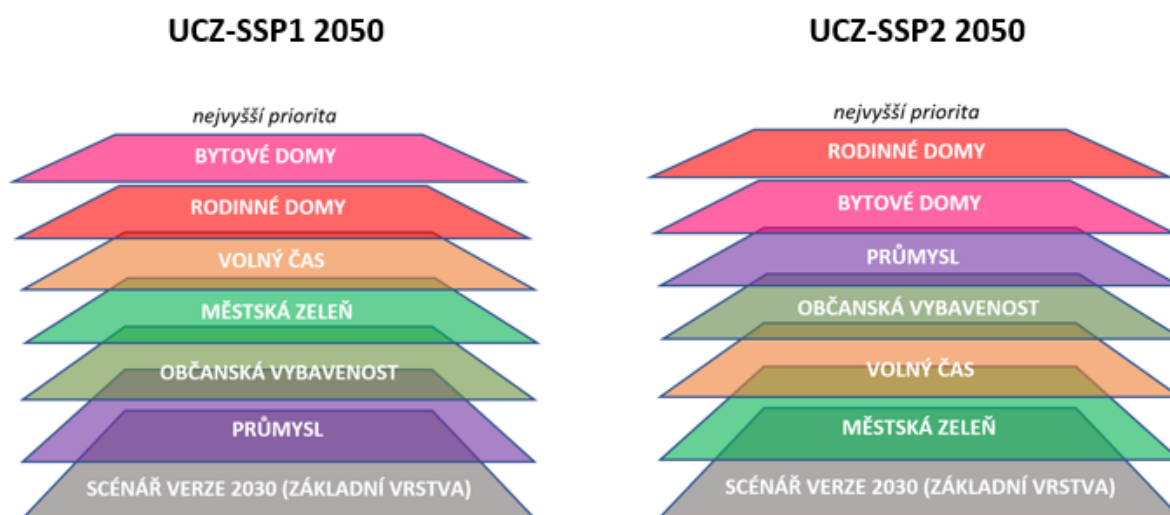 UCZ-SSP1 2050
nejvyšší priorita
BYTOVÉ DOMY
RODINNÉ DOMY
VOLNÝ ČAS
MĚSTSKÁ ZELEŇ
OBČANSKÁ VYBAVENOST
PRŮMYSL
SCÉNÁŘ VERZE 2030 (ZÁKLADNÍ VRSTVA)
UCZ-SSP2 2050
nejvyšší priorita
RODINNÉ DOMY
BYTOVÉ DOMY
PRŮMYSL
OBČANSKÁ VYBAVENOST
VOLNÝ ČAS
MĚSTSKÁ ZELEŇ
SCÉNÁŘ VERZE 2030 (ZÁKLADNÍ VRSTVA)